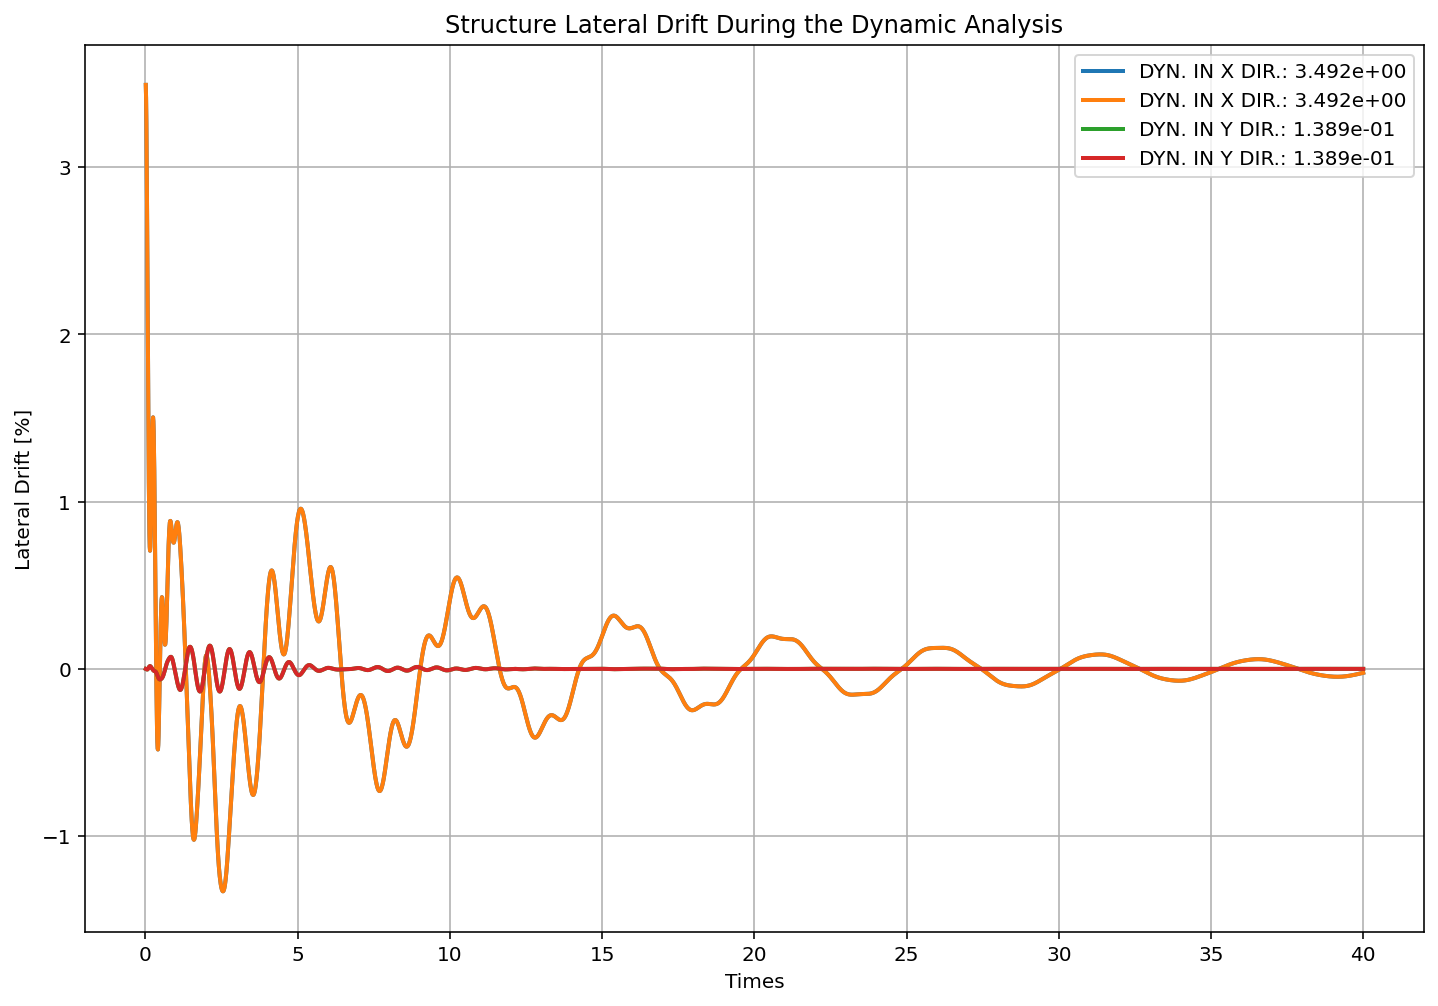 Structure Lateral Drift During the Dynamic Analysis
DYN. IN X DIR.: 3.492e+00
DYN. IN X DIR.: 3.492e+00
DYN. IN Y DIR.: 1.389e-01
DYN. IN Y DIR.: 1.389e-01
Lateral Drift [%]
3
2
1
0
−1
0 5 10 15 20 25 30 35 40
Times